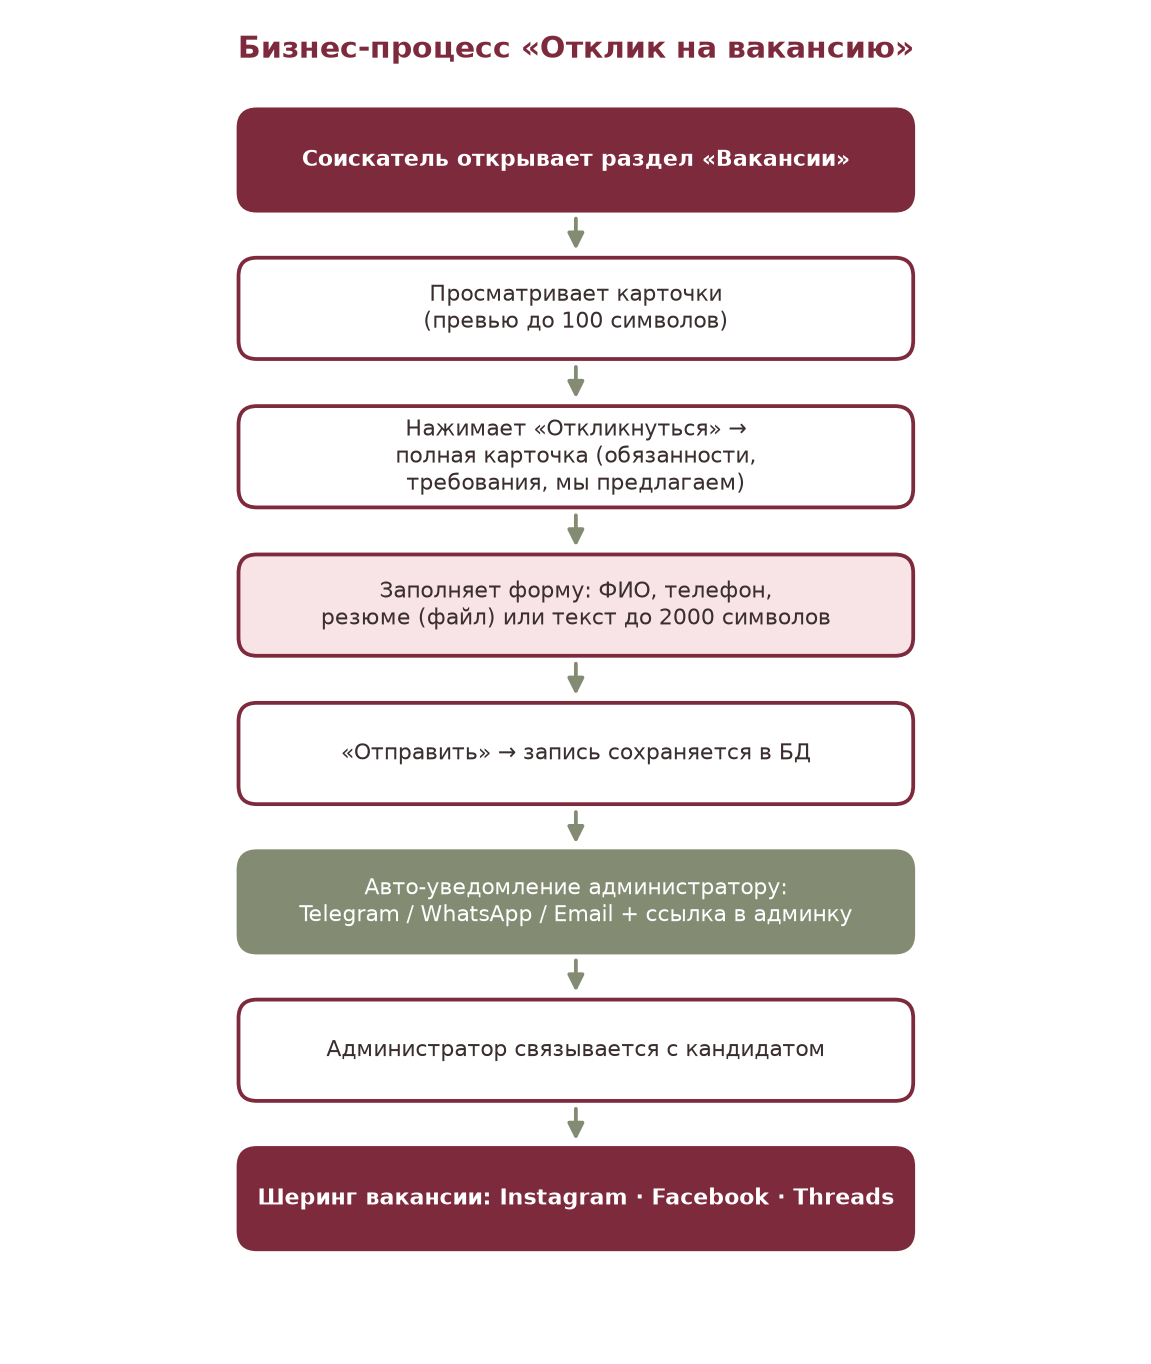 Бизнес-процесс «Отклик на вакансию»
Соискатель открывает раздел «Вакансии»
Просматривает карточки
(превью до 100 символов)
Нажимает «Откликнуться» →
полная карточка (обязанности,
требования, мы предлагаем)
Заполняет форму: ФИО, телефон,
резюме (файл) или текст до 2000 символов
«Отправить» → запись сохраняется в БД
Авто-уведомление администратору:
Telegram / WhatsApp / Email + ссылка в админку
Администратор связывается с кандидатом
Шеринг вакансии: Instagram · Facebook · Threads